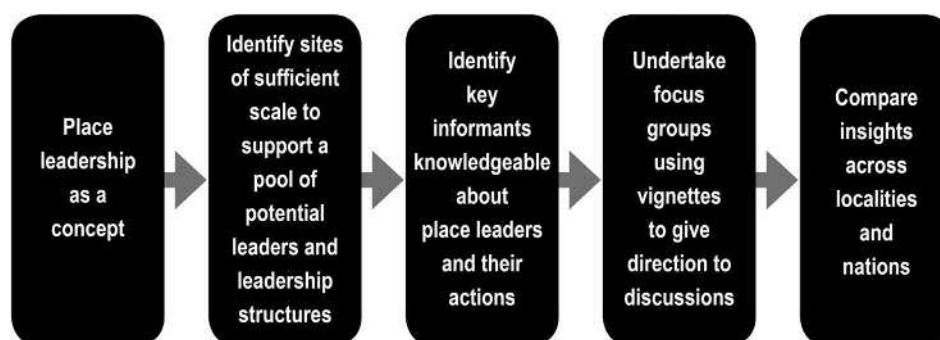 Place
leadership
as a
concept
Identify sites
of sufficient
scale to
support a
pool of
potential
leaders and
leadership
structures
Identify
key
informants
knowledgeable
about
place leaders
and their
actions
Undertake
focus
groups
using
vignettes
to give
direction to
discussions
Compare
insights
across
localities
and
nations